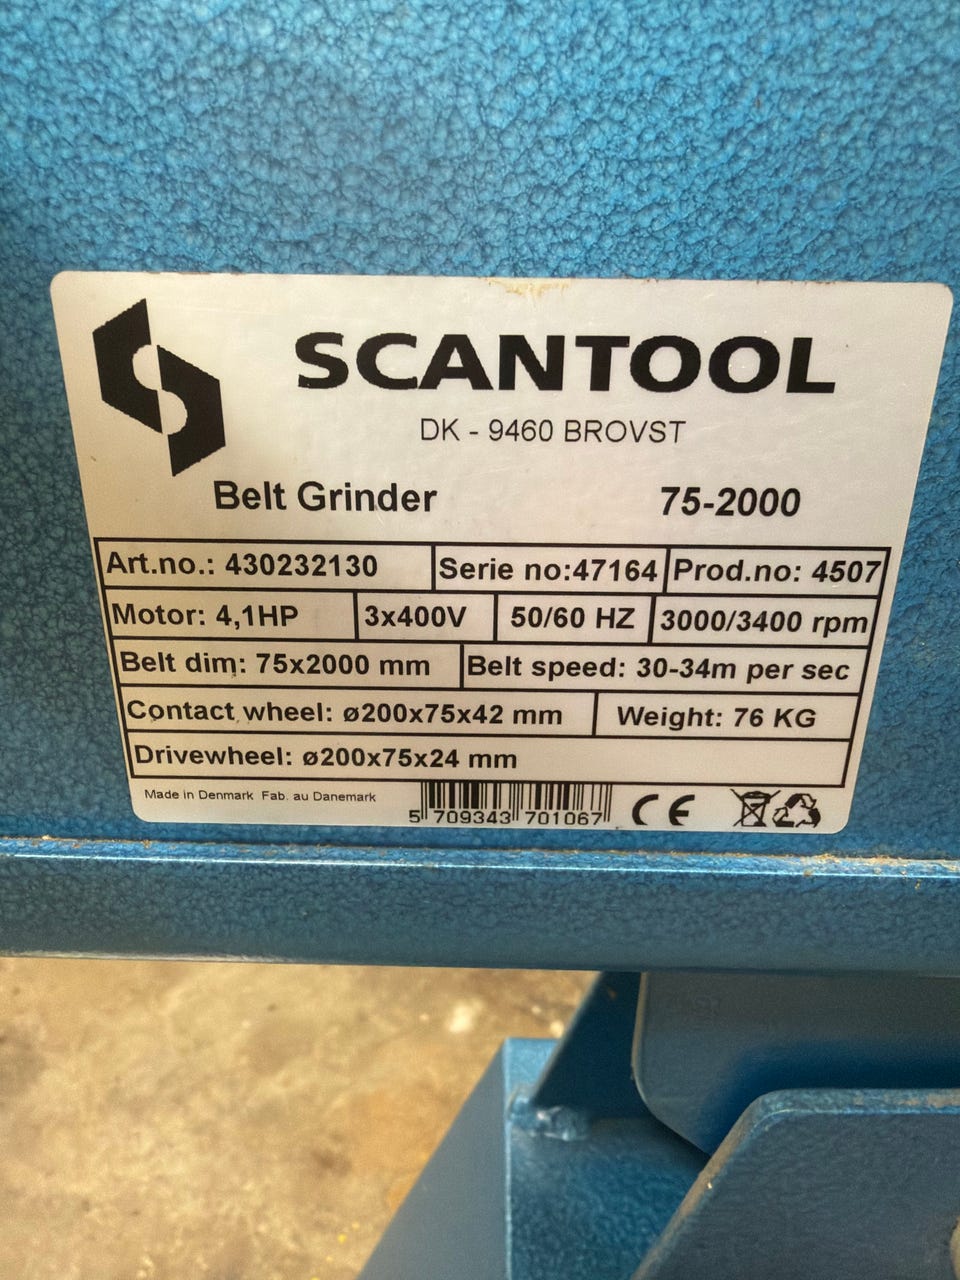 SCANTOOL
DK - 9460 BROVST
Belt Grinder 75-2000
Art.no.: 430232130 Serie no:47164 Prod.no: 4507
Motor: 4,1HP 3x400V 50/60 HZ 3000/3400 rpm
Belt dim: 75x2000 mm Belt speed: 30-34m per sec
Contact wheel: ø200x75x42 mm Weight: 76 KG
Drivewheel: ø200x75x24 mm
Made in Denmark Fab. au Danemark 5 709343 701067 CE